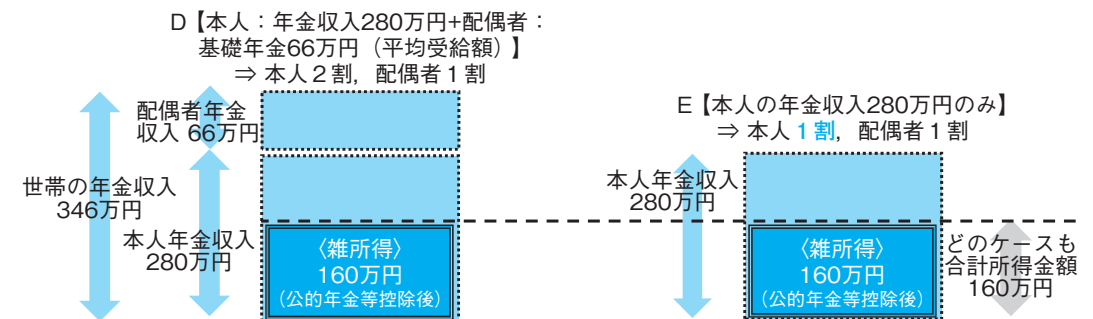 D【本人：年金収入280万円+配偶者：
基礎年金66万円（平均受給額）】
⇒ 本人２割，配偶者１割
配偶者年金
収入 66万円
世帯の年金収入
346万円
本人年金収入
280万円
〈雑所得〉
160万円
（公的年金等控除後）
E【本人の年金収入280万円のみ】
⇒ 本人１割，配偶者１割
本人年金収入
280万円
〈雑所得〉
160万円
（公的年金等控除後）
どのケースも
合計所得金額
160万円